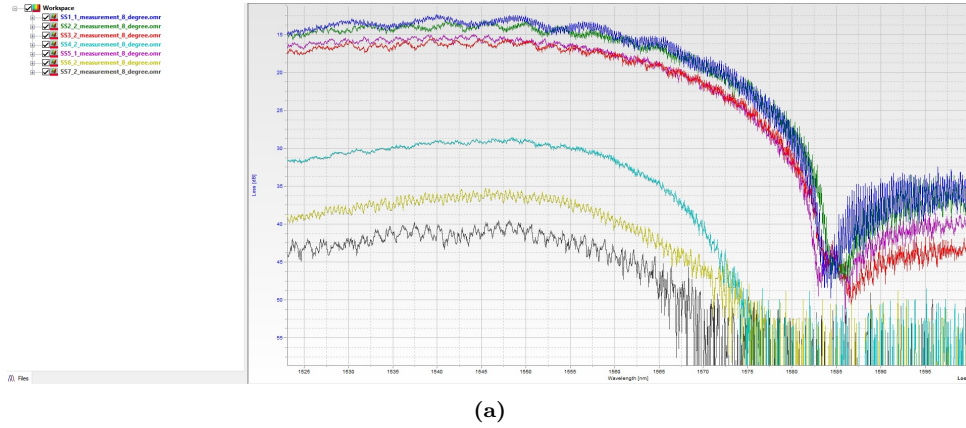 Workspace
SS1_1_measurement_8_degree.omr
SS2_2_measurement_8_degree.omr
SS3_2_measurement_8_degree.omr
SS4_2_measurement_8_degree.omr
SS5_1_measurement_8_degree.omr
SS6_2_measurement_8_degree.omr
SS7_2_measurement_8_degree.omr
Files
Loss [dB]
15
20
25
30
35
40
45
50
55
1525
1530
1535
1540
1545
1550
1555
1560
1565
1570
1575
1580
1585
1590
1595
Wavelength [nm]
Los
(a)